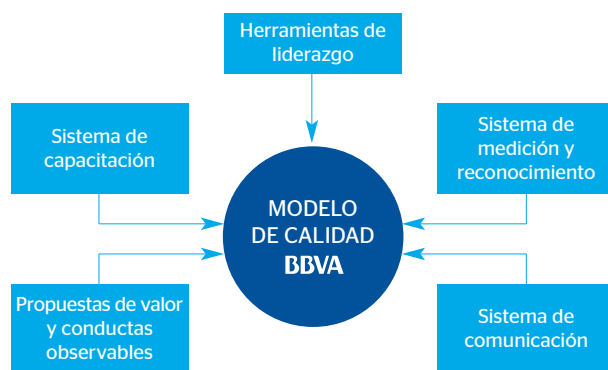 Herramientas de
liderazgo
Sistema de
capacitación
Sistema de
medición y
reconocimiento
MODELO
DE CALIDAD
BBVA
Propuestas de valor
y conductas
observables
Sistema de
comunicación